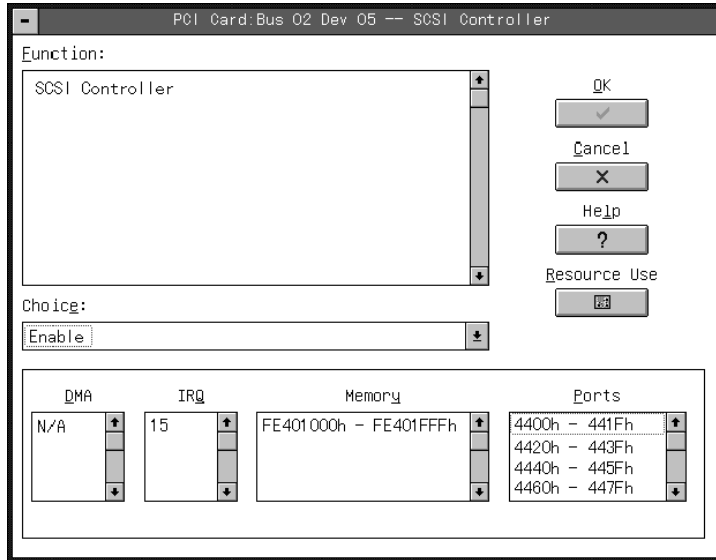 PCI Card:Bus 02 Dev 05 -- SCSI Controller
Function:
SCSI Controller
OK
Cancel
Help
?
Resource Use
Choice:
Enable
DMA
IRQ
Memory
Ports
N/A
15
FE401000h - FE401FFFh
4400h - 441Fh
4420h - 443Fh
4440h - 445Fh
4460h - 447Fh